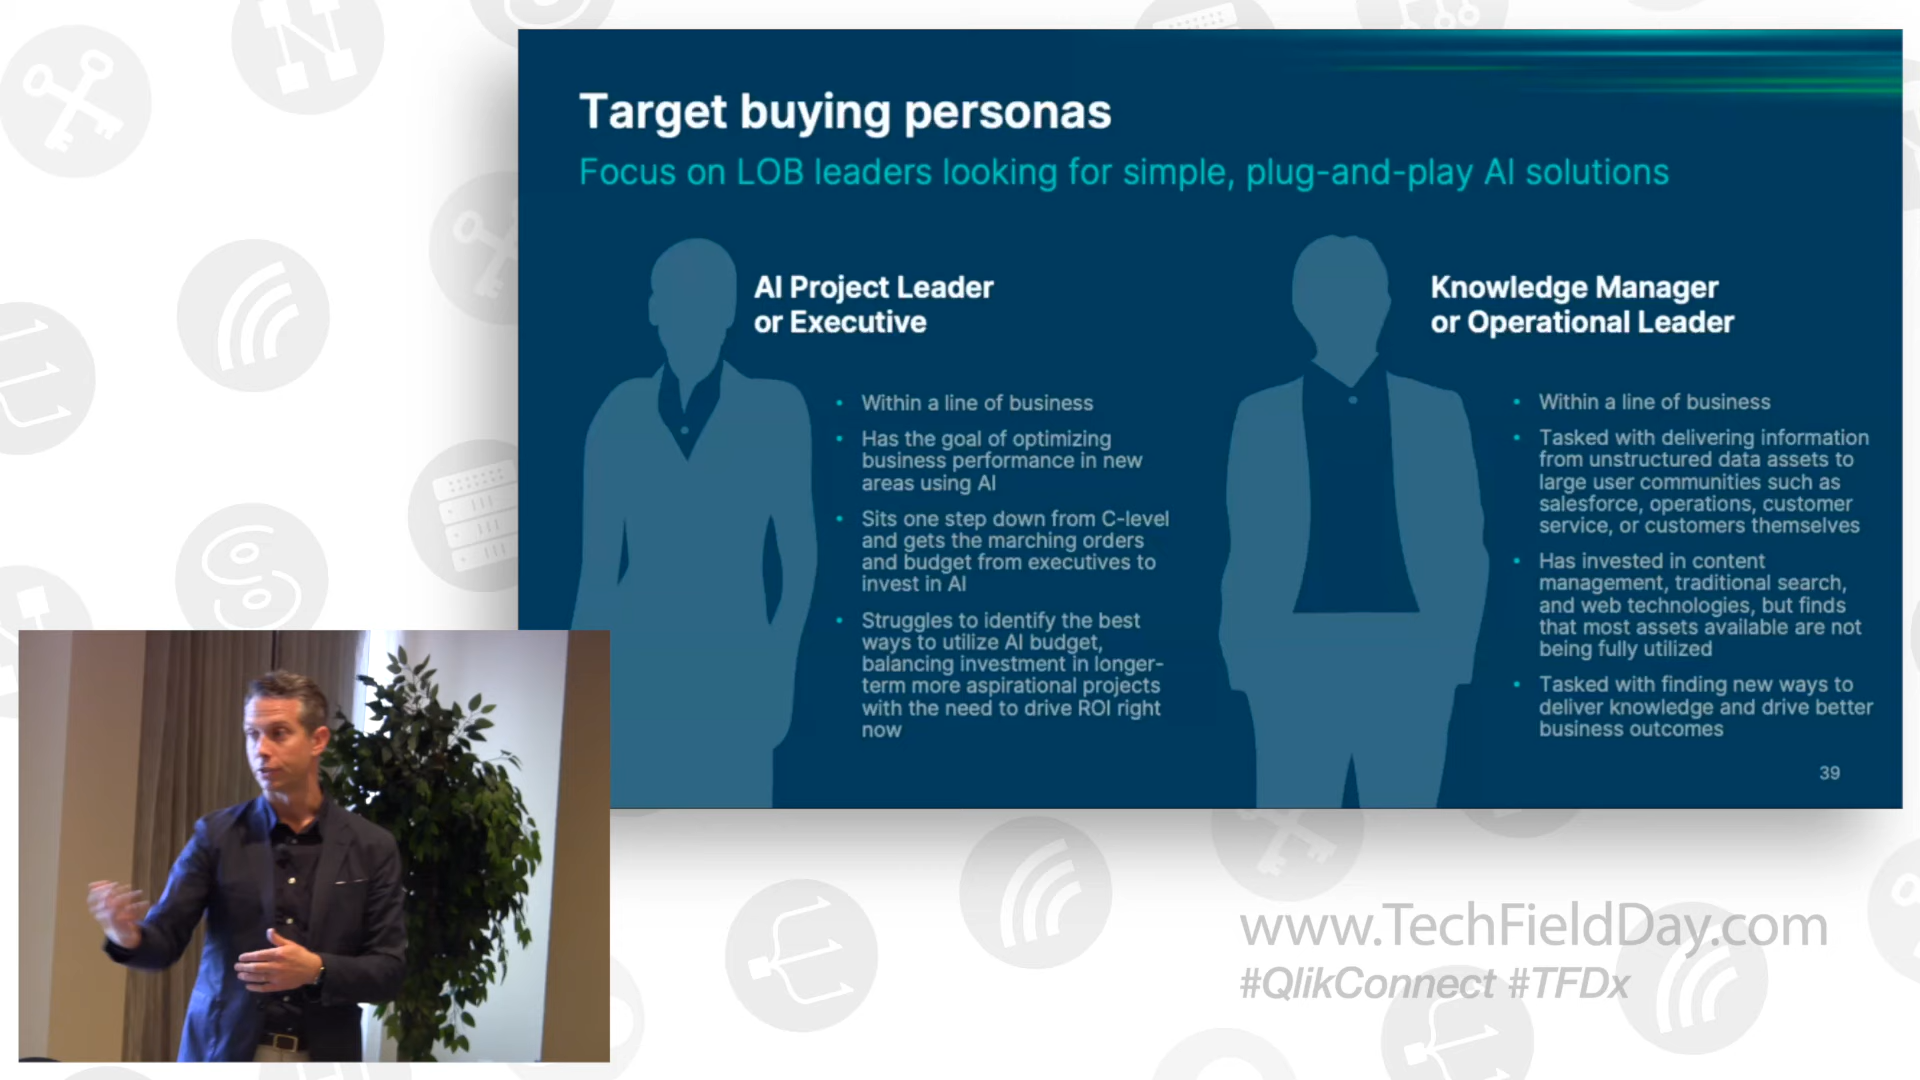 Target buying personas
Focus on LOB leaders looking for simple, plug-and-play AI solutions
AI Project Leader
or Executive
• Within a line of business
• Has the goal of optimizing
business performance in new
areas using AI
• Sits one step down from C-level
and gets the marching orders
and budget from executives to
invest in AI
• Struggles to identify the best
ways to utilize AI budget,
balancing investment in longer-
term more aspirational projects
with the need to drive ROI right
now
Knowledge Manager
or Operational Leader
• Within a line of business
• Tasked with delivering information
from unstructured data assets to
large user communities such as
salesforce, operations, customer
service, or customers themselves
• Has invested in content
management, traditional search,
and web technologies, but finds
that most assets available are not
being fully utilized
• Tasked with finding new ways to
deliver knowledge and drive better
business outcomes
39
www.TechFieldDay.com
#QlikConnect #TFDx